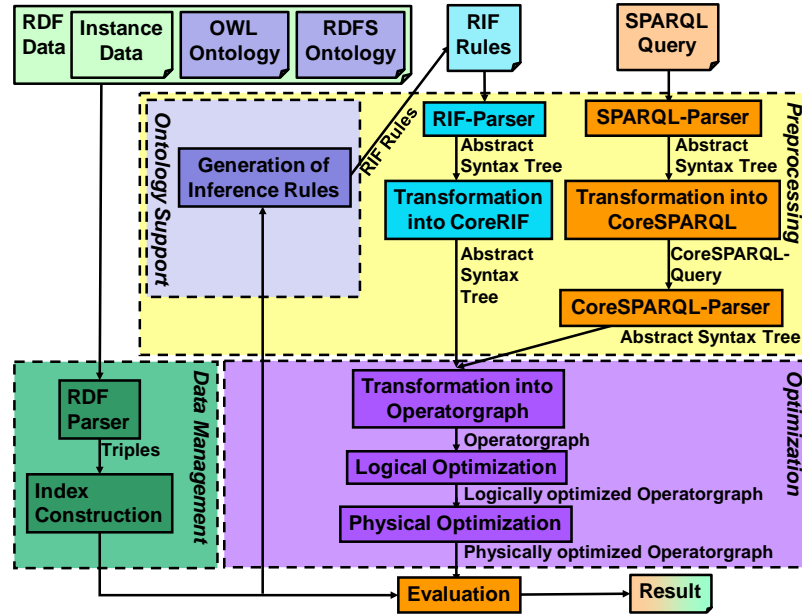 RDF
Data
Instance
Data
OWL
Ontology
RDFS
Ontology
RIF
Rules
SPARQL
Query
Ontology Support
Generation of
Inference Rules
RIF Rules
Preprocessing
RIF-Parser
Abstract
Syntax Tree
Transformation
into CoreRIF
Abstract
Syntax
Tree
SPARQL-Parser
Abstract
Syntax Tree
Transformation into
CoreSPARQL
CoreSPARQL-
Query
CoreSPARQL-Parser
Abstract Syntax Tree
Data Management
RDF
Parser
Triples
Index
Construction
Optimization
Transformation into
Operatorgraph
Operatorgraph
Logical Optimization
Logically optimized Operatorgraph
Physical Optimization
Physically optimized Operatorgraph
Evaluation
Result